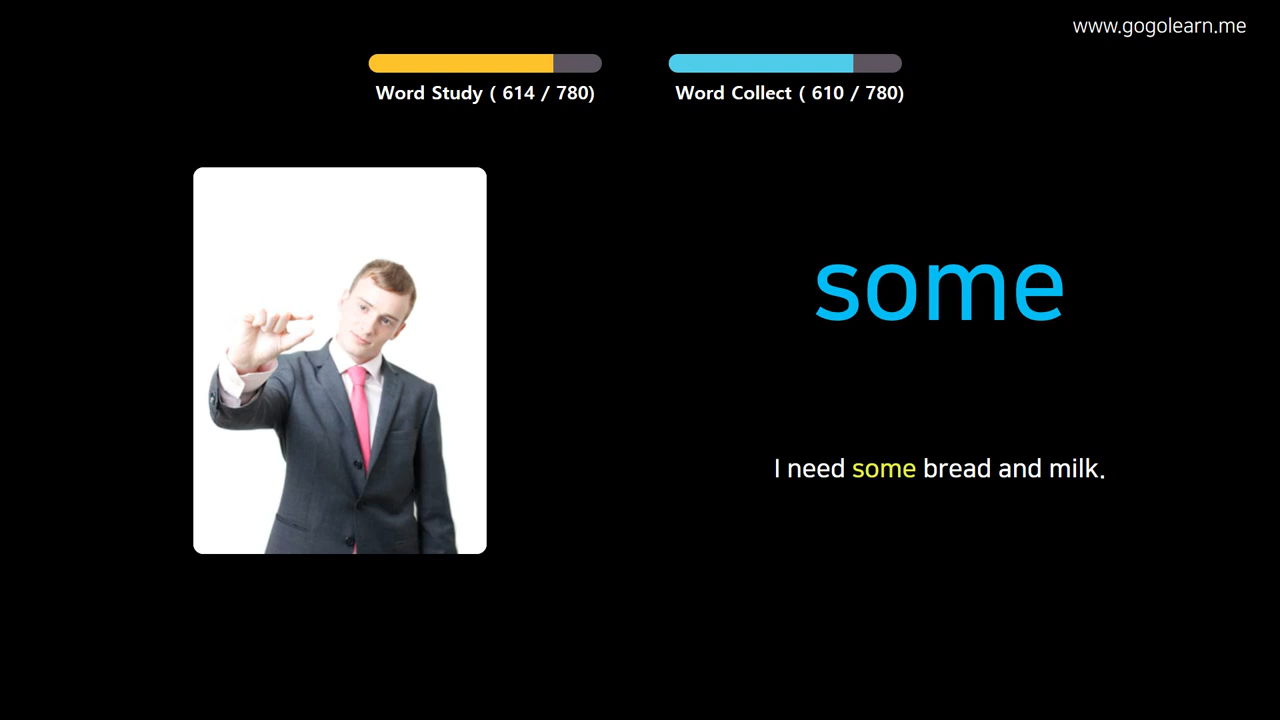 www.gogolearn.me
Word Study ( 614 / 780)
Word Collect ( 610 / 780)
some
I need some bread and milk.